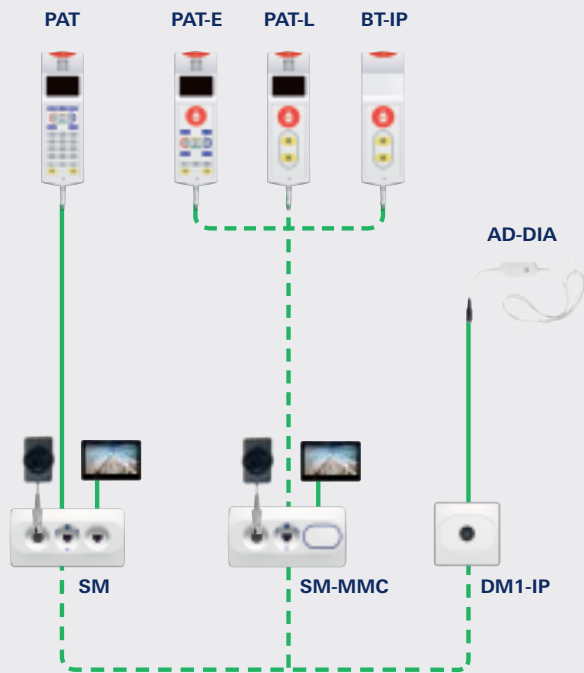 PAT
PAT-E
PAT-L
BT-IP
AD-DIA
SM
SM-MMC
DM1-IP